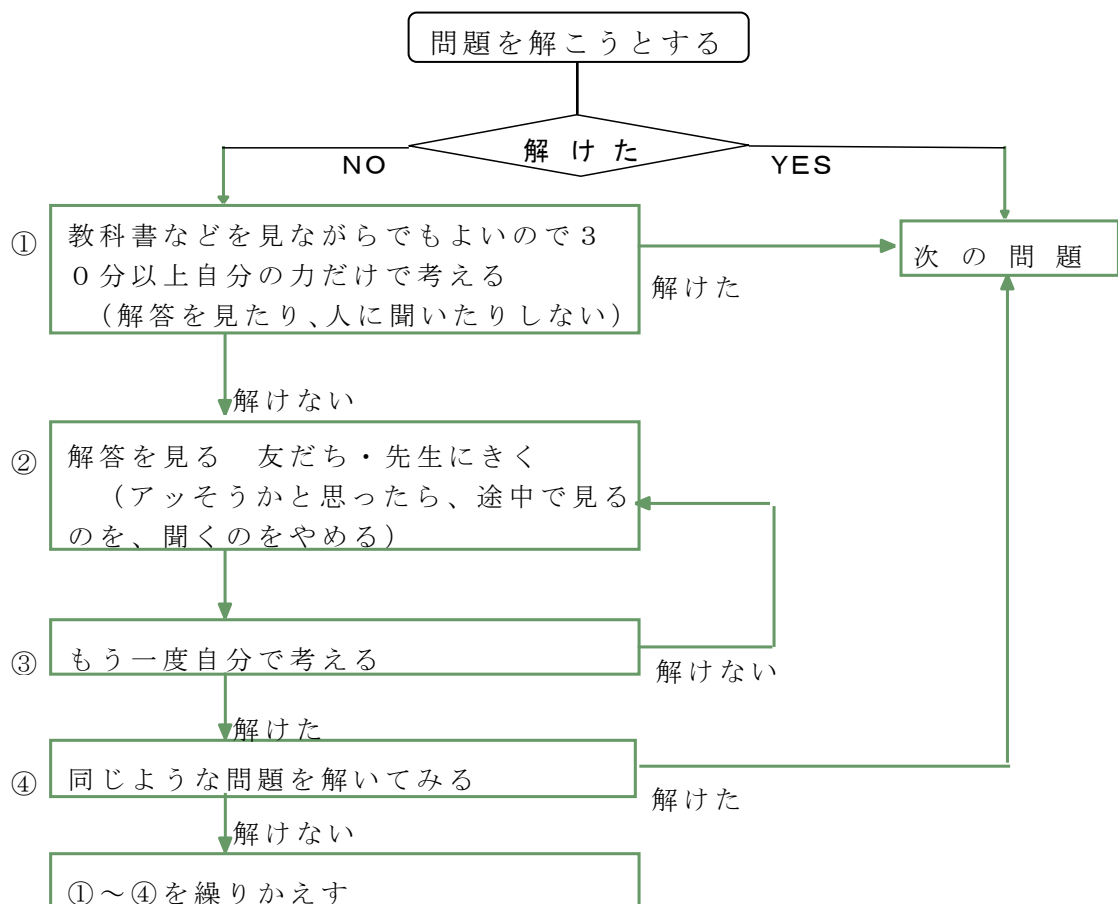 問題を解こうとする
解けた
NO
YES
① 教科書などを見ながらでもよいので3
0分以上自分の力だけで考える
(解答を見たり、人に聞いたりしない)
解けた
次の問題
解けない
② 解答を見る 友だち・先生にきく
(アッそうかと思ったら、途中で見る
のを、聞くのをやめる)
③ もう一度自分で考える
解けない
解けた
④ 同じような問題を解いてみる
解けた
解けない
①～④を繰りかえす